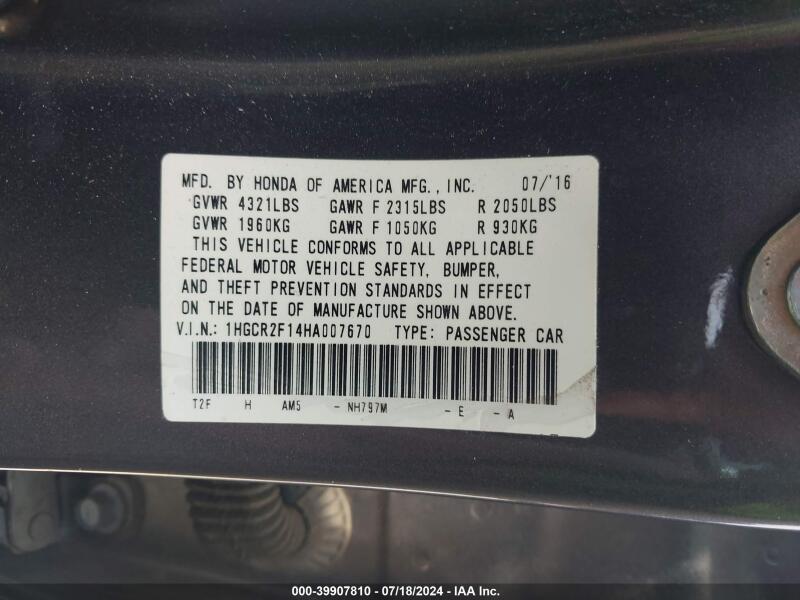 MFD. BY HONDA OF AMERICA MFG., INC. 07/'16
GVWR 4321LBS GAWR F 2315LBS R 2050LBS
GVWR 1960KG GAWR F 1050KG R 930KG
THIS VEHICLE CONFORMS TO ALL APPLICABLE
FEDERAL MOTOR VEHICLE SAFETY, BUMPER,
AND THEFT PREVENTION STANDARDS IN EFFECT
ON THE DATE OF MANUFACTURE SHOWN ABOVE.
V.I.N.: 1HGCR2F14HA007670 TYPE: PASSENGER CAR
T2F H AM5 - NH797M - E - A
000-39907810 - 07/18/2024 - IAA Inc.